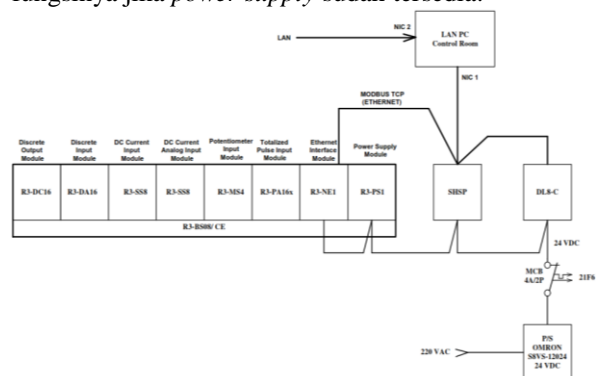 fungsinya jika power supply sudah tersedia.
NIC 2
LAN
LAN PC
Control Room
NIC 1
MODBUS TCP
(ETHERNET)
Discrete
Output
Module
Discrete
Input
Module
DC Current
Input
Module
DC Current
Analog Input
Module
Potentiometer
Input
Module
Totalized
Pulse Input
Module
Ethernet
Interface
Module
Power Supply
Module
R3-DC16
R3-DA16
R3-SS8
R3-SS8
R3-MS4
R3-PA16x
R3-NE1
R3-PS1
SHSP
DL8-C
R3-BS08/ CE
24 VDC
MCB
4A/2P
21F6
220 VAC
P/S
OMRON
S8VS-12024
24 VDC